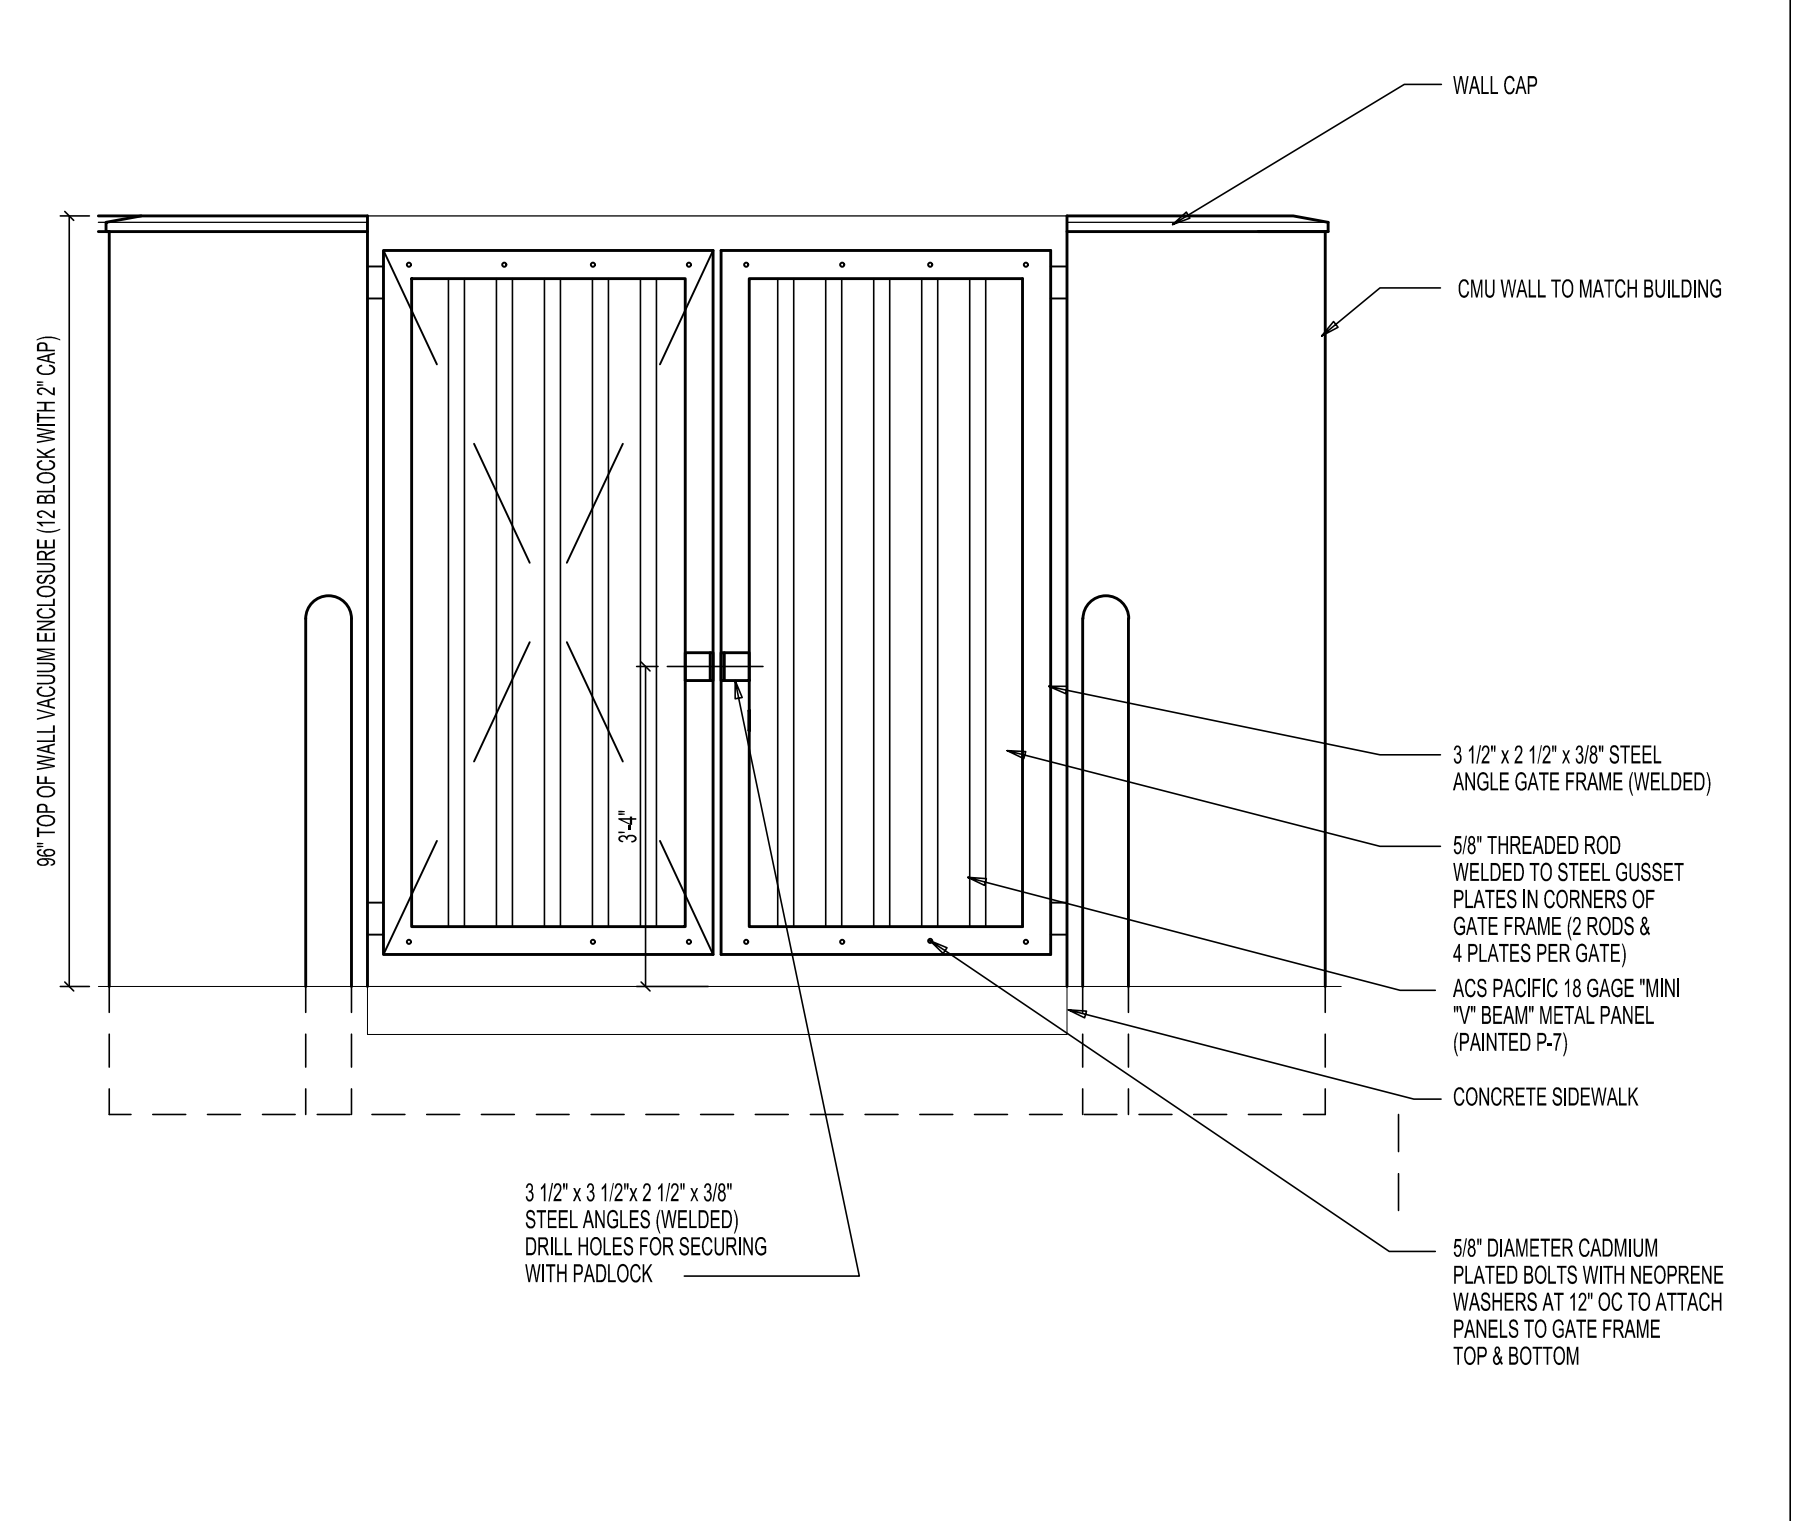 WALL CAP
CMU WALL TO MATCH BUILDING
96" TOP OF WALL VACUUM ENCLOSURE (12 BLOCK WITH 2" CAP)
3'-4"
3 1/2" x 2 1/2" x 3/8" STEEL
ANGLE GATE FRAME (WELDED)
5/8" THREADED ROD
WELDED TO STEEL GUSSET
PLATES IN CORNERS OF
GATE FRAME (2 RODS &
4 PLATES PER GATE)
ACS PACIFIC 18 GAGE "MINI
"V" BEAM" METAL PANEL
(PAINTED P-7)
CONCRETE SIDEWALK
3 1/2" x 3 1/2"x 2 1/2" x 3/8"
STEEL ANGLES (WELDED)
DRILL HOLES FOR SECURING
WITH PADLOCK
5/8" DIAMETER CADMIUM
PLATED BOLTS WITH NEOPRENE
WASHERS AT 12" OC TO ATTACH
PANELS TO GATE FRAME
TOP & BOTTOM